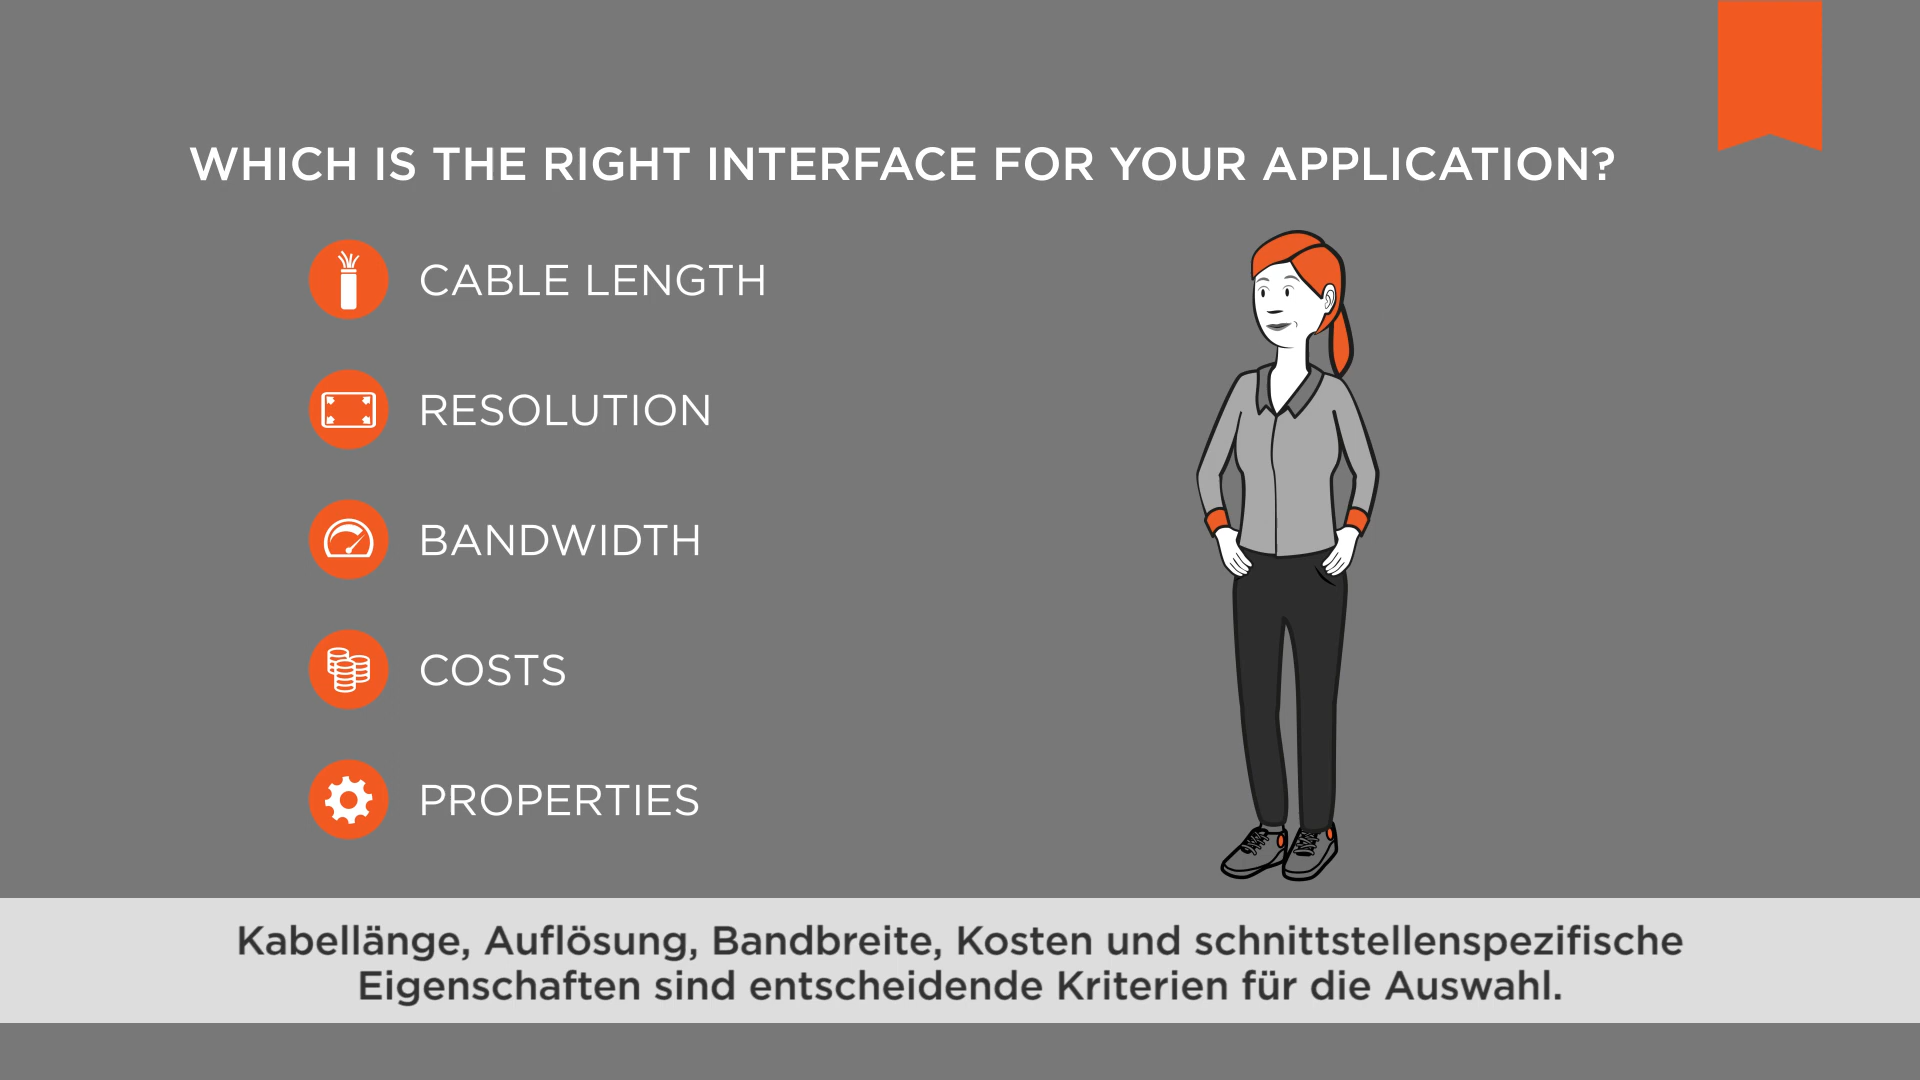 WHICH IS THE RIGHT INTERFACE FOR YOUR APPLICATION?
CABLE LENGTH
RESOLUTION
BANDWIDTH
COSTS
PROPERTIES
Kabellänge, Auflösung, Bandbreite, Kosten und schnittstellenspezifische
Eigenschaften sind entscheidende Kriterien für die Auswahl.